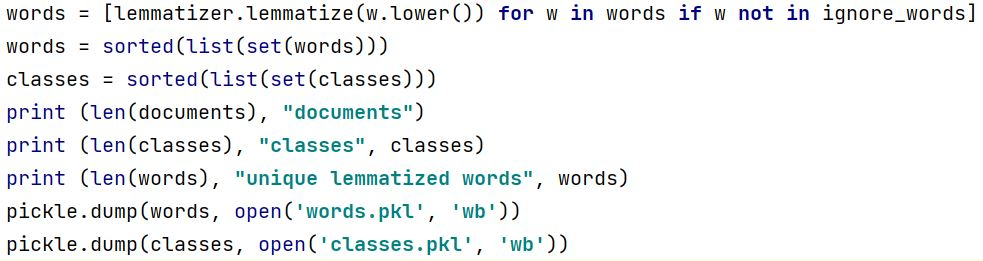 words = [lemmatizer.lemmatize(w.lower()) for w in words if w not in ignore_words]
words = sorted(list(set(words)))
classes = sorted(list(set(classes)))
print (len(documents), "documents")
print (len(classes), "classes", classes)
print (len(words), "unique lemmatized words", words)
pickle.dump(words, open('words.pkl', 'wb'))
pickle.dump(classes, open('classes.pkl', 'wb'))